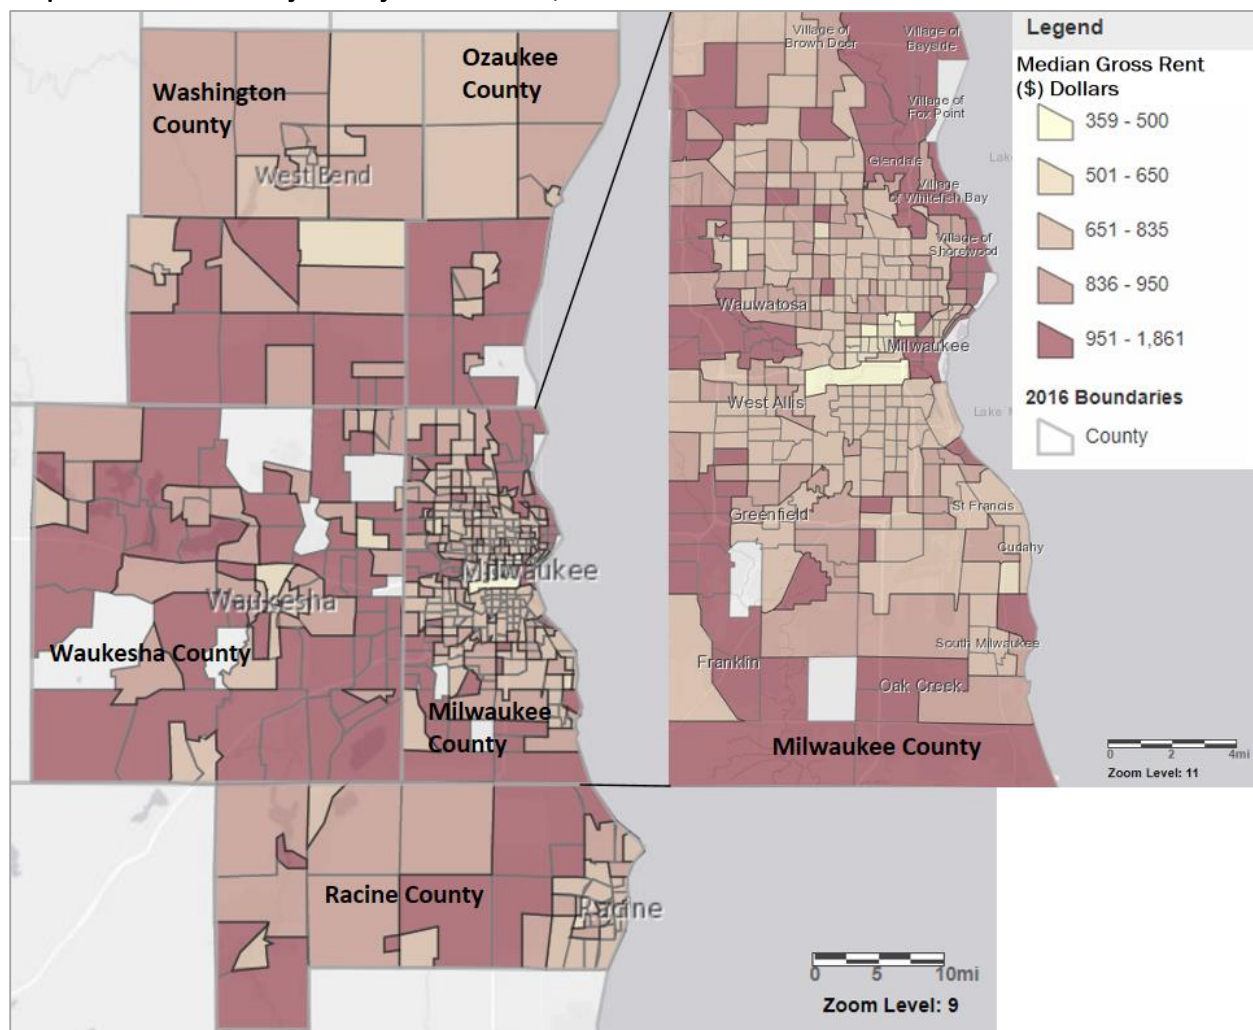 Washington
County
Ozaukee
County
West Bend
Waukesha
Waukesha County
Milwaukee
Milwaukee
County
Racine County
Racine
0 5 10mi
Zoom Level: 9
Village of
Brown Deer
Village of
Bayside
Village of
Fox Point
Lake
Glendale
Village
of Whitefish Bay
Village of
Shorewood
Wauwatosa
Milwaukee
West Allis
Lake
Greenfield
St Francis
Cudahy
South Milwaukee
Franklin
Oak Creek
Milwaukee County
0 2 4mi
Zoom Level: 11
Legend
Median Gross Rent
($) Dollars
359 - 500
501 - 650
651 - 835
836 - 950
951 - 1,861
2016 Boundaries
County